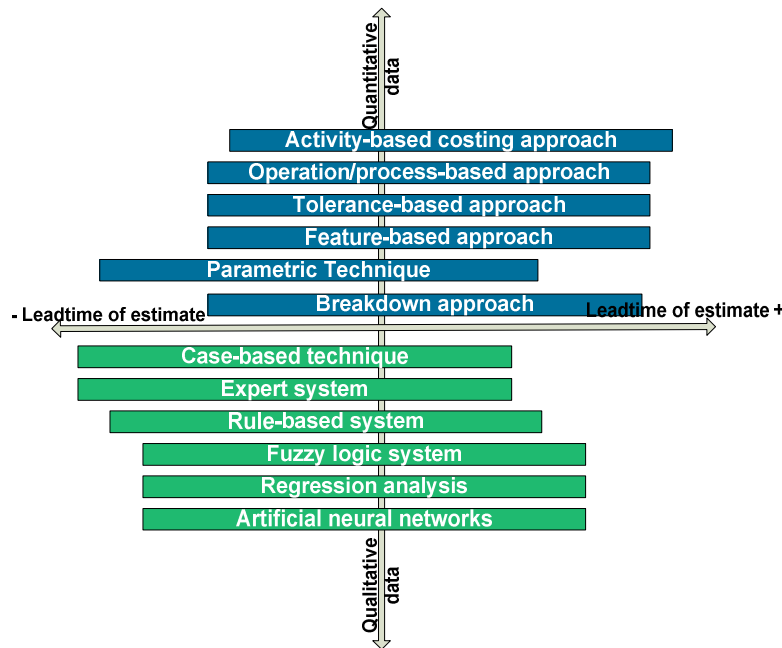 Quantitative
data
Activity-based costing approach
Operation/process-based approach
Tolerance-based approach
Feature-based approach
Parametric Technique
Breakdown approach
- Leadtime of estimate
Leadtime of estimate +
Case-based technique
Expert system
Rule-based system
Fuzzy logic system
Regression analysis
Artificial neural networks
Qualitative
data